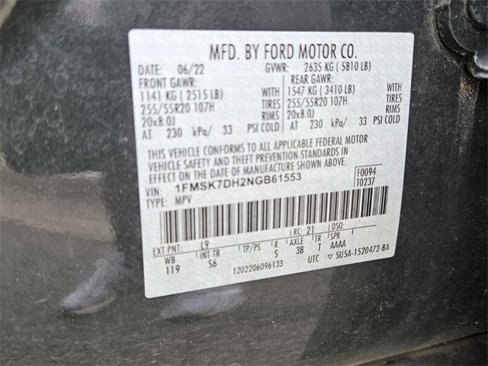 MFD. BY FORD MOTOR CO.
DATE: 06/22 GVWR: 2635 KG ( 5810 LB)
FRONT GAWR: REAR GAWR:
1141 KG ( 2515 LB) WITH 1547 KG ( 3410 LB) WITH
255/55R20 107H TIRES 255/55R20 107H TIRES
20x8.0J RIMS 20x8.0J RIMS
AT 230 kPa/ 33 PSI COLD AT 230 kPa/ 33 PSI COLD
THIS VEHICLE CONFORMS TO ALL APPLICABLE FEDERAL MOTOR
VEHICLE SAFETY AND THEFT PREVENTION STANDARDS IN
EFFECT ON THE DATE OF MANUFACTURE SHOWN ABOVE.
VIN: 1FMSK7DH2NGB61553 F0094
TYPE: MPV T0237
EXT PNT: L9 RC: 21 DSO:
WB INT TR TP/PS R AXLE T SPR
119 S6 S 3B T AAAA
1202206096133 UTC ▽ 5U5A-1520472-BA